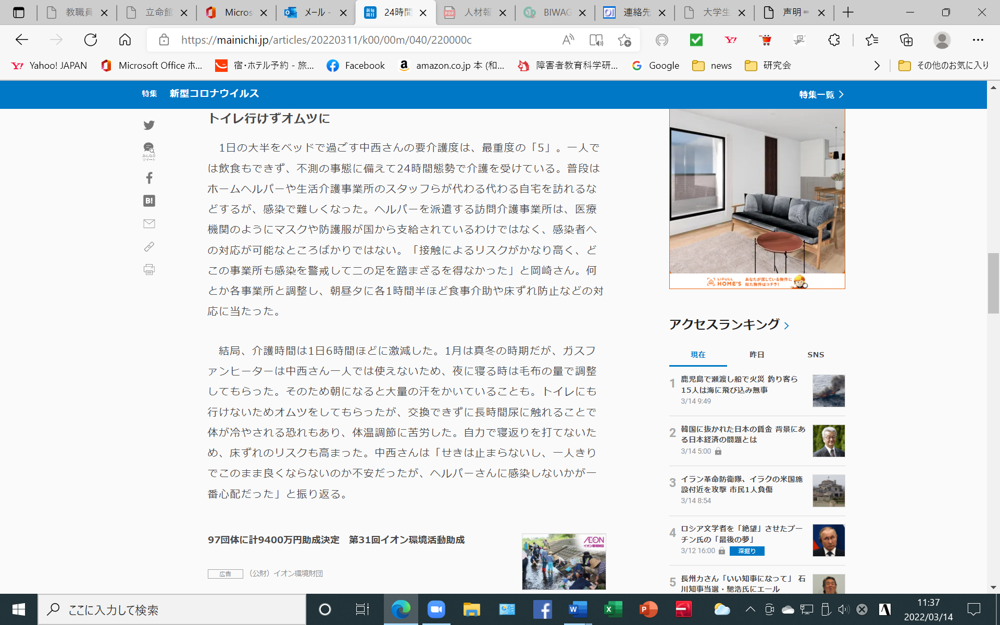 教職員
立命館
Micros
メール -
24時間
人材報
BIWAG
連絡先
大学生
声明 =
https://mainichi.jp/articles/20220311/k00/00m/040/220000c
Yahoo! JAPAN
Microsoft Office ホ...
宿・ホテル予約 - 旅...
Facebook
amazon.co.jp 本 (和...
障害者教育科学研...
Google
news
研究会
その他のお気に入り
特集 新型コロナウイルス
特集一覧
みんなの
ツイート
B!
トイレ行けずオムツに
1日の大半をベッドで過ごす中西さんの要介護度は、最重度の「5」。一人で
は飲食もできず、不測の事態に備えて24時間態勢で介護を受けている。普段は
ホームヘルパーや生活介護事業所のスタッフらが代わる代わる自宅を訪れるな
どするが、感染で難しくなった。ヘルパーを派遣する訪問介護事業所は、医療
機関のようにマスクや防護服が国から支給されているわけではなく、感染者へ
の対応が可能なところばかりではない。「接触によるリスクがかなり高く、ど
この事業所も感染を警戒して二の足を踏まざるを得なかった」と岡崎さん。何
とか各事業所と調整し、朝昼夕に各1時間半ほど食事介助や床ずれ防止などの対
応に当たった。
結局、介護時間は1日6時間ほどに激減した。1月は真冬の時期だが、ガスフ
ァンヒーターは中西さん一人では使えないため、夜に寝る時は毛布の量で調整
してもらった。そのため朝になると大量の汗をかいていることも。トイレにも
行けないためオムツをしてもらったが、交換できずに長時間尿に触れることで
体が冷やされる恐れもあり、体温調節に苦労した。自力で寝返りを打てないた
め、床ずれのリスクも高まった。中西さんは「せきは止まらないし、一人きり
でこのまま良くならないのか不安だったが、ヘルパーさんに感染しないかが一
番心配だった」と振り返る。
97団体に計9400万円助成決定　第31回イオン環境活動助成
広告 （公財）イオン環境財団
ÆON
イオン環境財団
LIFULL
HOME'S
あなたが探している物件に
似た物件はコチラ!
アクセスランキング
現在 昨日 SNS
1 鹿児島で瀬渡し船で火災 釣り客ら
15人は海に飛び込み無事
3/14 9:49
2 韓国に抜かれた日本の賃金 背景にあ
る日本経済の問題とは
3/14 5:00
3 イラン革命防衛隊、イラクの米国施
設付近を攻撃 市民1人負傷
3/14 8:54
4 ロシア文学者を「絶望」させたプー
チン氏の「最後の夢」
3/12 16:00 深掘り
5 長州力さん「いい知事になって」 石
川知事当選・馳浩氏にエール
ここに入力して検索
11:37
2022/03/14